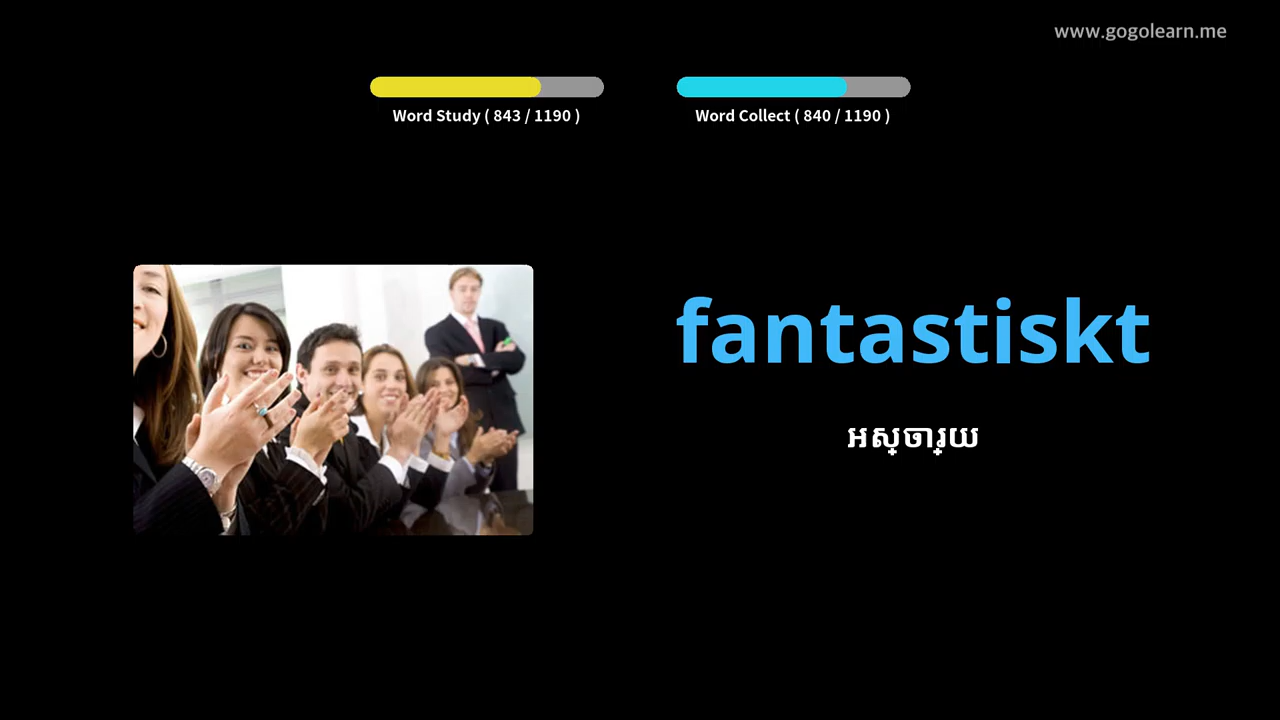 www.gogolearn.me
Word Study ( 843 / 1190 )
Word Collect ( 840 / 1190 )
fantastiskt
អស្ចារ្យ